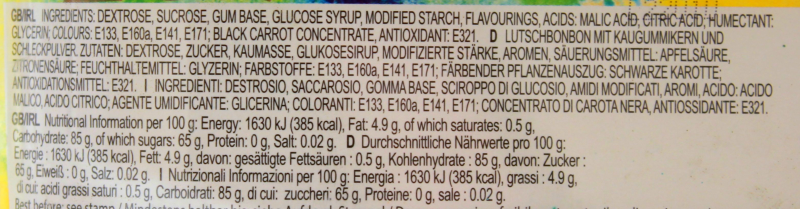 GB/IRL INGREDIENTS: DEXTROSE, SUCROSE, GUM BASE, GLUCOSE SYRUP, MODIFIED STARCH, FLAVOURINGS, ACIDS: MALIC ACID, CITRIC ACID; HUMECTANT:
GLYCERIN; COLOURS: E133, E160a, E141, E171; BLACK CARROT CONCENTRATE, ANTIOXIDANT: E321. D LUTSCHBONBON MIT KAUGUMMIKERN UND
SCHLECKPULVER. ZUTATEN: DEXTROSE, ZUCKER, KAUMASSE, GLUKOSESIRUP, MODIFIZIERTE STÄRKE, AROMEN, SÄUERUNGSMITTEL: APFELSÄURE,
ZITRONENSÄURE; FEUCHTHALTEMITTEL: GLYZERIN; FARBSTOFFE: E133, E160a, E141, E171; FÄRBENDER PFLANZENAUSZUG: SCHWARZE KAROTTE;
ANTIOXIDATIONSMITTEL: E321. I INGREDIENTI: DESTROSIO, SACCAROSIO, GOMMA BASE, SCIROPPO DI GLUCOSIO, AMIDI MODIFICATI, AROMI, ACIDO: ACIDO
MALICO, ACIDO CITRICO; AGENTE UMIDIFICANTE: GLICERINA; COLORANTI: E133, E160a, E141, E171; CONCENTRATO DI CAROTA NERA, ANTIOSSIDANTE: E321.
GB/IRL Nutritional Information per 100 g: Energy: 1630 kJ (385 kcal), Fat: 4.9 g, of which saturates: 0.5 g,
Carbohydrate: 85 g, of which sugars: 65 g, Protein: 0 g, Salt: 0.02 g. D Durchschnittliche Nährwerte pro 100 g:
Energie : 1630 kJ (385 kcal), Fett: 4.9 g, davon: gesättigte Fettsäuren : 0.5 g, Kohlenhydrate : 85 g, davon: Zucker :
65 g, Eiweiß : 0 g, Salz: 0.02 g. I Nutrizionali Informazioni per 100 g: Energia : 1630 kJ (385 kcal), grassi : 4.9 g,
di cui: acidi grassi saturi : 0.5 g, Carboidrati: 85 g, di cui: zuccheri: 65 g, Proteine: 0 g, sale : 0.02 g.
Best before: see stamp / Mindestens haltbar bis